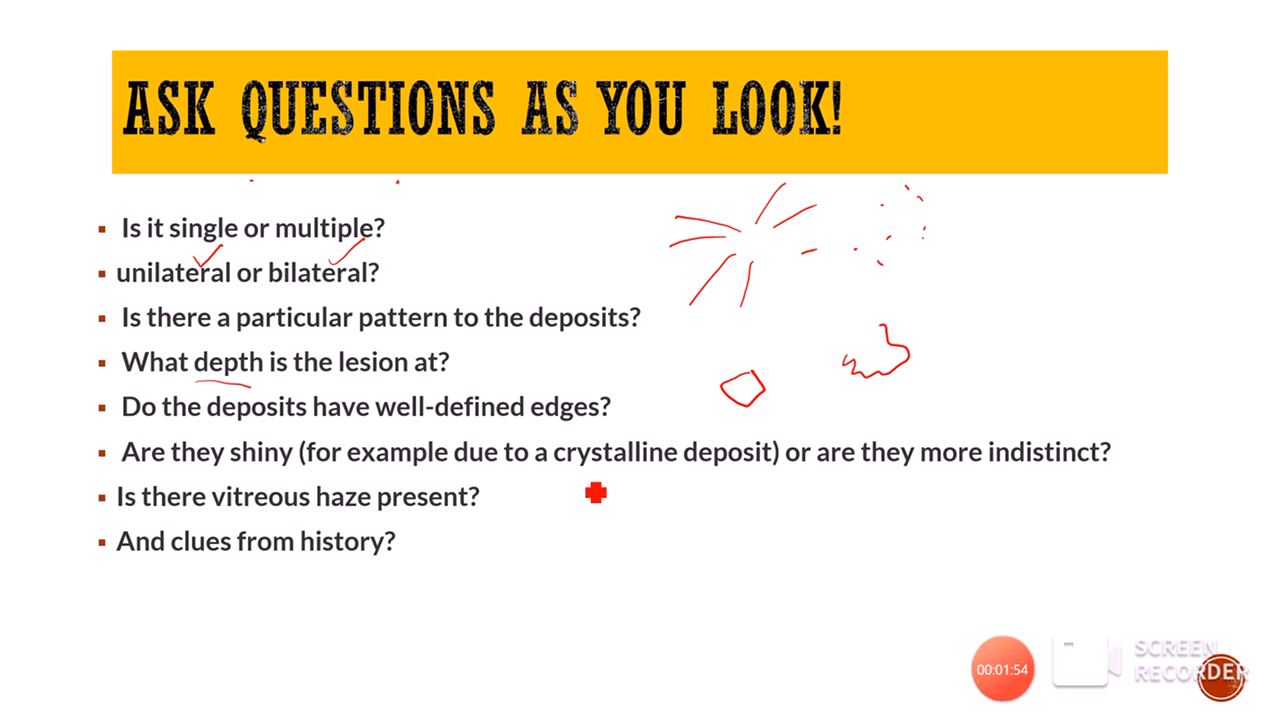 ASK QUESTIONS AS YOU LOOK!
Is it single or multiple?
unilateral or bilateral?
Is there a particular pattern to the deposits?
What depth is the lesion at?
Do the deposits have well-defined edges?
Are they shiny (for example due to a crystalline deposit) or are they more indistinct?
Is there vitreous haze present?
And clues from history?
00:01:54
SCREEN
RECORDER